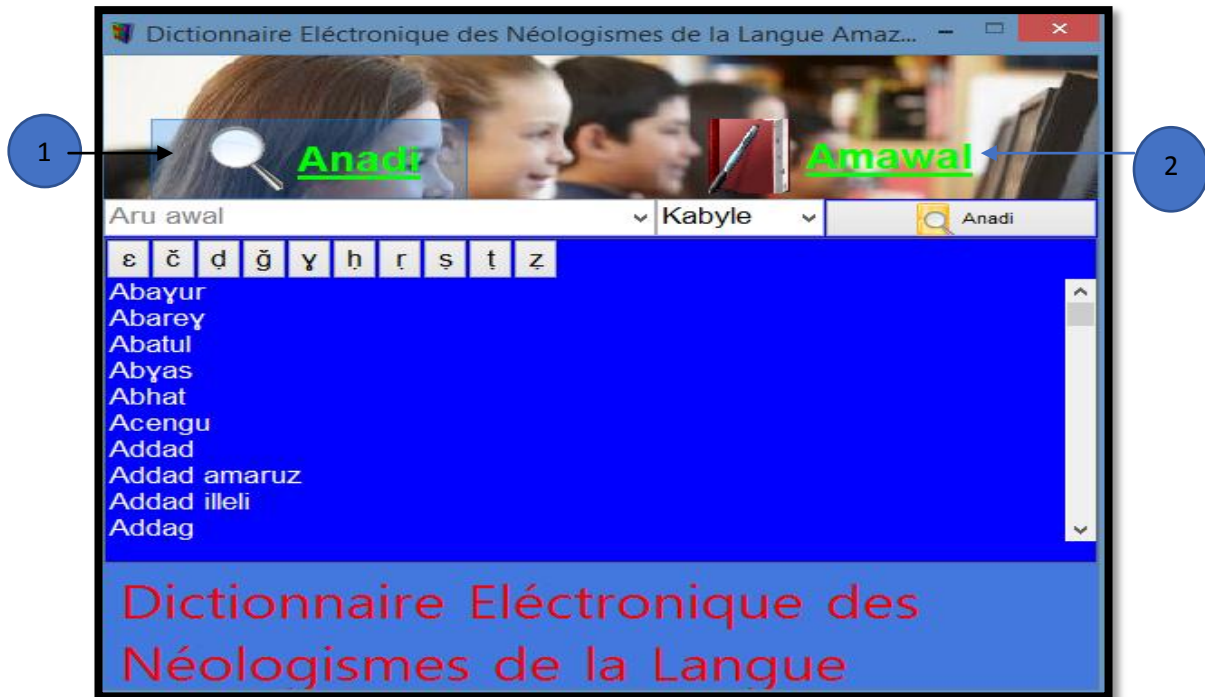 Dictionnaire Eléctronique des Néologismes de la Langue Amaz...
1
Anadi
Amawal
2
Aru awal
Kabyle
Anadi
ɛ č ḍ ğ ɣ ḥ ṛ ṣ ṭ ẓ
Abaɣur
Abareɣ
Abatul
Abɣas
Abhat
Acengu
Addad
Addad amaruz
Addad illeli
Addag
Dictionnaire Eléctronique des
Néologismes de la Langue